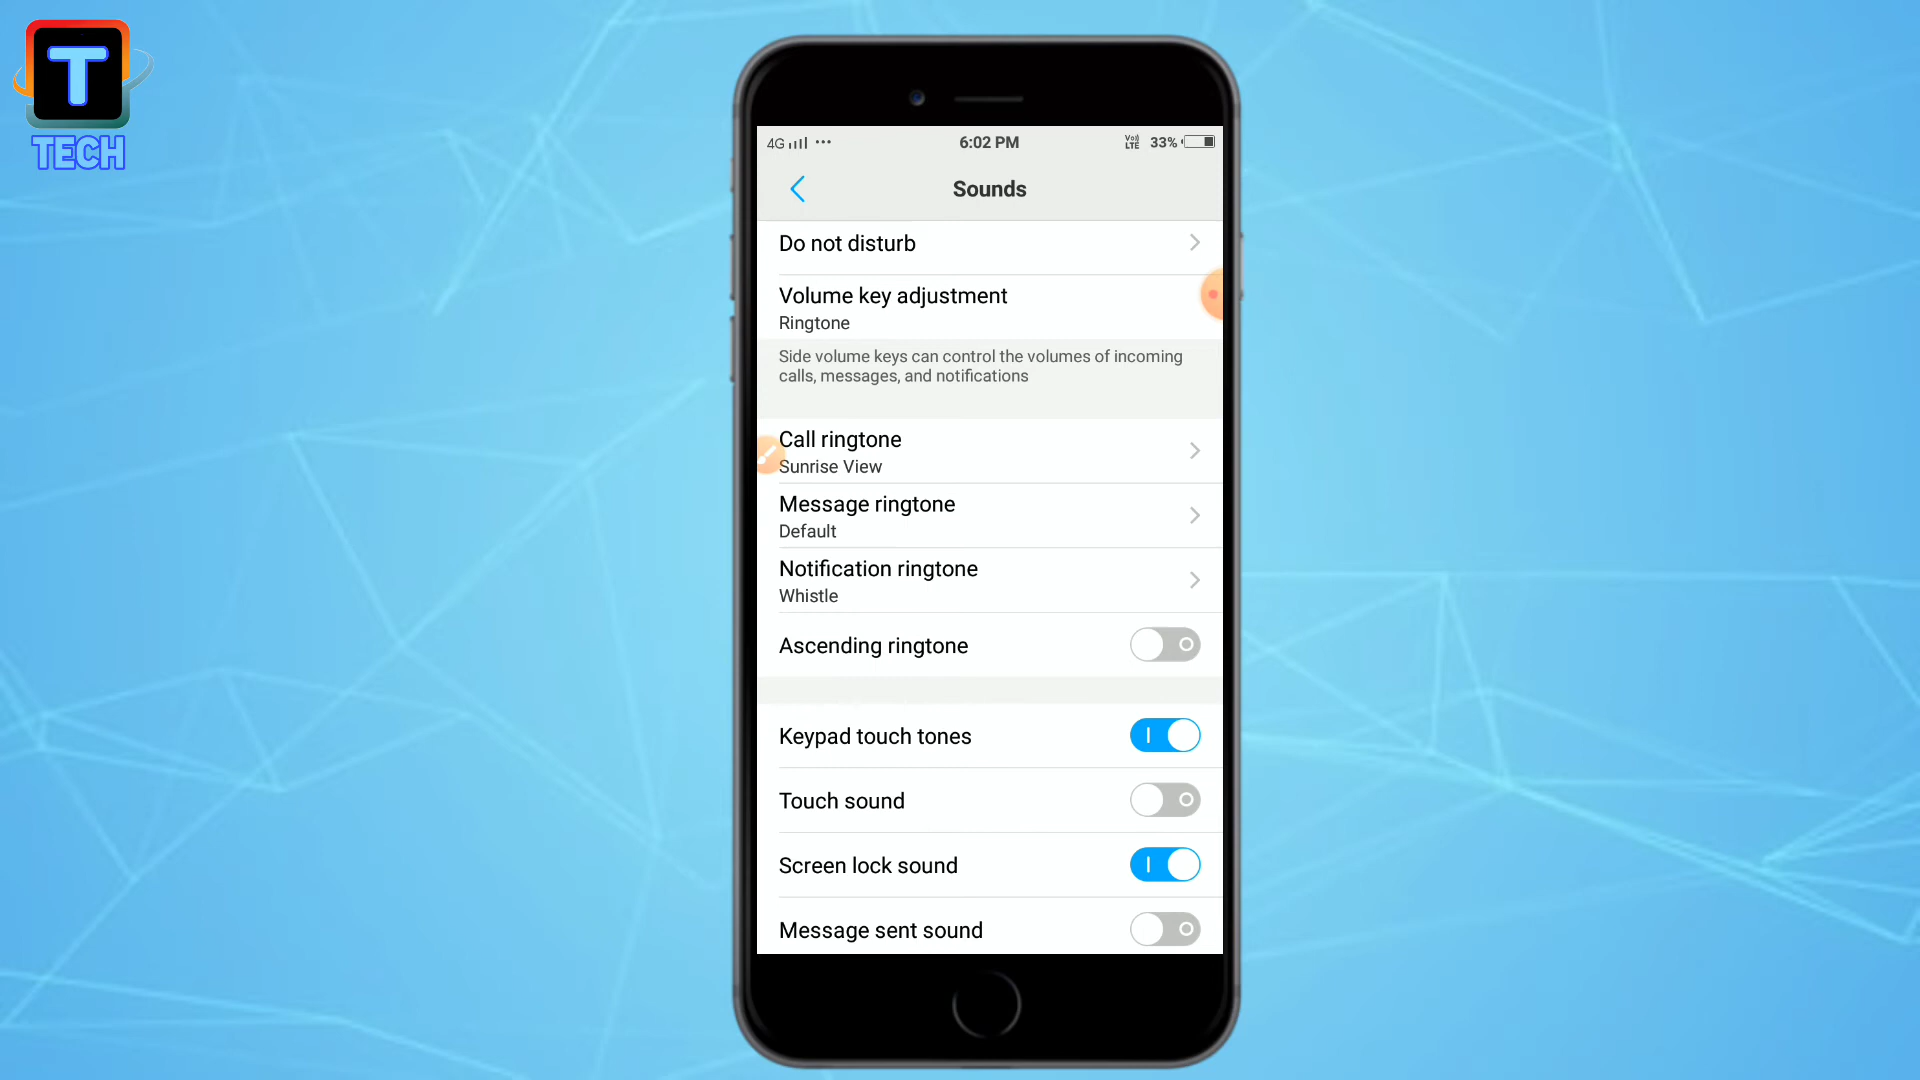 T
TECH
4G
6:02 PM
Vo))
LTE
33%
Sounds
Do not disturb
Volume key adjustment
Ringtone
Side volume keys can control the volumes of incoming
calls, messages, and notifications
Call ringtone
Sunrise View
Message ringtone
Default
Notification ringtone
Whistle
Ascending ringtone
Keypad touch tones
Touch sound
Screen lock sound
Message sent sound